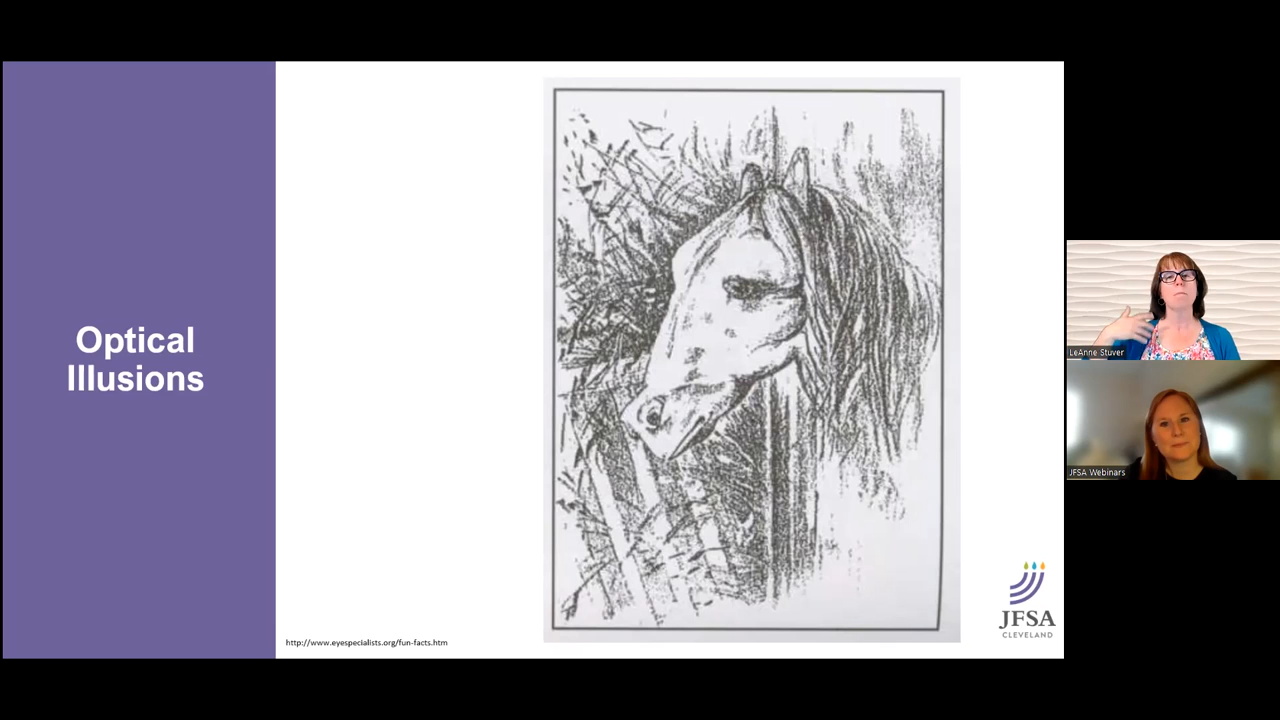 Optical
Illusions
http://www.eyespecialists.org/fun-facts.htm
JFSA
CLEVELAND
LeAnne Stuver
JFSA Webinars